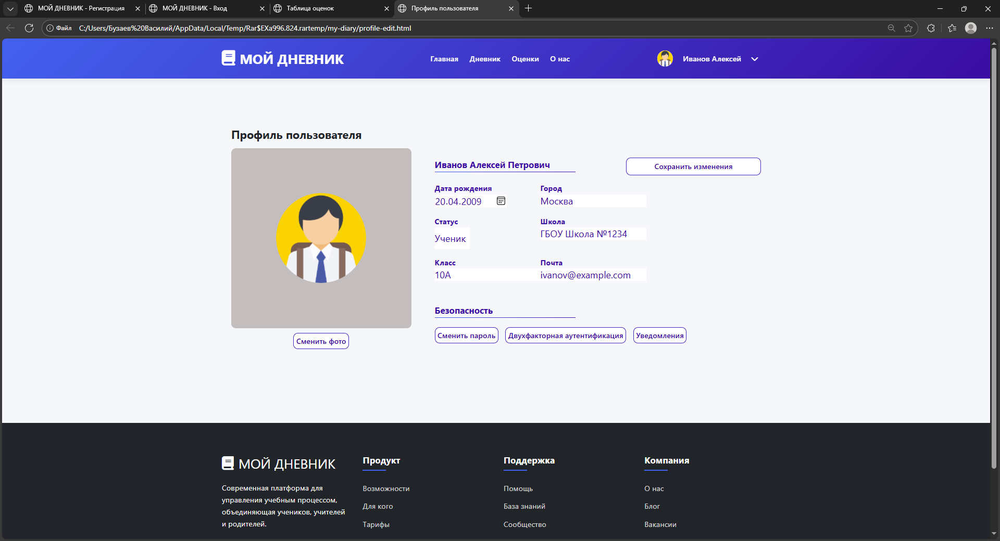 МОЙ ДНЕВНИК - Регистрация
МОЙ ДНЕВНИК - Вход
Таблица оценок
Профиль пользователя
Файл C:/Users/Бузаев%20Василий/AppData/Local/Temp/Rar$EXa996.824.rartemp/my-diary/profile-edit.html
МОЙ ДНЕВНИК
Главная Дневник Оценки О нас
Иванов Алексей
Профиль пользователя
Сменить фото
Иванов Алексей Петрович
Сохранить изменения
Дата рождения
20.04.2009
Город
Москва
Статус
Ученик
Школа
ГБОУ Школа №1234
Класс
10А
Почта
ivanov@example.com
Безопасность
Сменить пароль Двухфакторная аутентификация Уведомления
МОЙ ДНЕВНИК
Современная платформа для
управления учебным процессом,
объединяющая учеников, учителей
и родителей.
Продукт
Возможности
Для кого
Тарифы
Поддержка
Помощь
База знаний
Сообщество
Компания
О нас
Блог
Вакансии